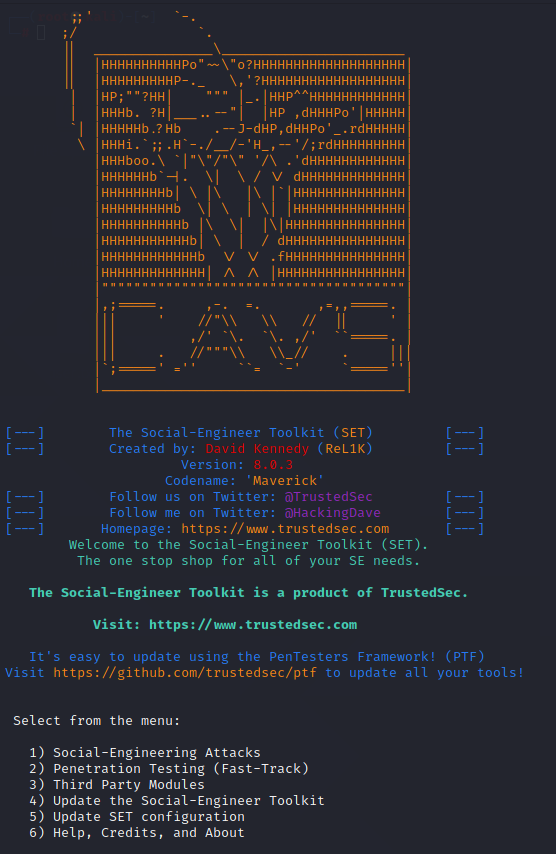 [---]        The Social-Engineer Toolkit (SET)         [---]
[---]        Created by: David Kennedy (ReL1K)         [---]
                      Version: 8.0.3
                    Codename: 'Maverick'
[---]        Follow us on Twitter: @TrustedSec         [---]
[---]        Follow me on Twitter: @HackingDave        [---]
[---]       Homepage: https://www.trustedsec.com       [---]
        Welcome to the Social-Engineer Toolkit (SET).
         The one stop shop for all of your SE needs.
   The Social-Engineer Toolkit is a product of TrustedSec.
           Visit: https://www.trustedsec.com
   It's easy to update using the PenTesters Framework! (PTF)
Visit https://github.com/trustedsec/ptf to update all your tools!
 Select from the menu:
   1) Social-Engineering Attacks
   2) Penetration Testing (Fast-Track)
   3) Third Party Modules
   4) Update the Social-Engineer Toolkit
   5) Update SET configuration
   6) Help, Credits, and About